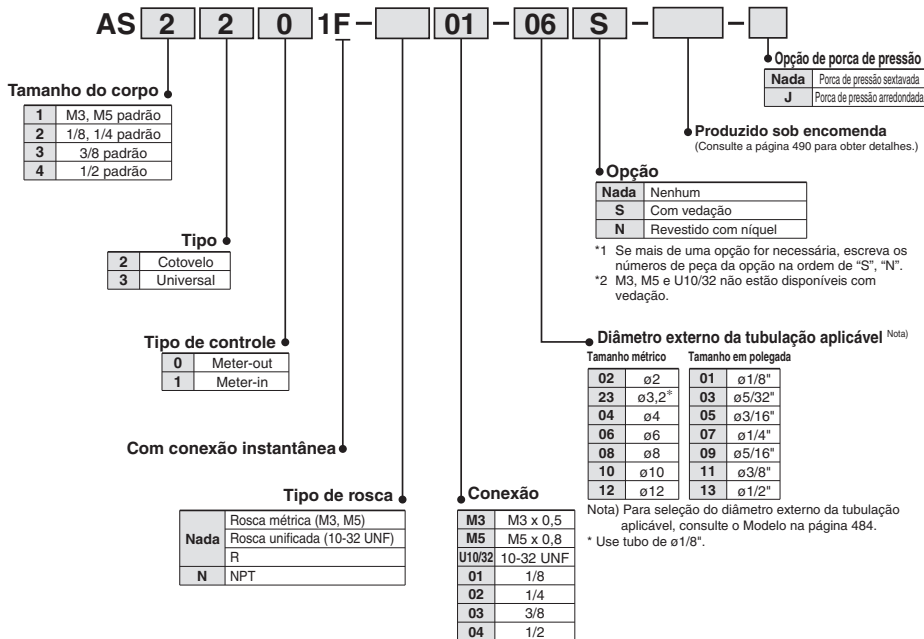 AS 2 2 0 1F - 01 - 06 S - -
Opção de porca de pressão
Nada Porca de pressão sextavada
J Porca de pressão arredondada
Tamanho do corpo
1 M3, M5 padrão
2 1/8, 1/4 padrão
3 3/8 padrão
4 1/2 padrão
Produzido sob encomenda
(Consulte a página 490 para obter detalhes.)
Opção
Nada Nenhum
S Com vedação
N Revestido com níquel
*1 Se mais de uma opção for necessária, escreva os
números de peça da opção na ordem de “S”, “N”.
*2 M3, M5 e U10/32 não estão disponíveis com
vedação.
Tipo
2 Cotovelo
3 Universal
Tipo de controle
0 Meter-out
1 Meter-in
Diâmetro externo da tubulação aplicável Nota)
Tamanho métrico
02 ø2
23 ø3,2*
04 ø4
06 ø6
08 ø8
10 ø10
12 ø12
Tamanho em polegada
01 ø1/8"
03 ø5/32"
05 ø3/16"
07 ø1/4"
09 ø5/16"
11 ø3/8"
13 ø1/2"
Nota) Para seleção do diâmetro externo da tubulação
aplicável, consulte o Modelo na página 484.
* Use tubo de ø1/8".
Com conexão instantânea
Tipo de rosca
Nada Rosca métrica (M3, M5)
Rosca unificada (10-32 UNF)
R
N NPT
Conexão
M3 M3 x 0,5
M5 M5 x 0,8
U10/32 10-32 UNF
01 1/8
02 1/4
03 3/8
04 1/2